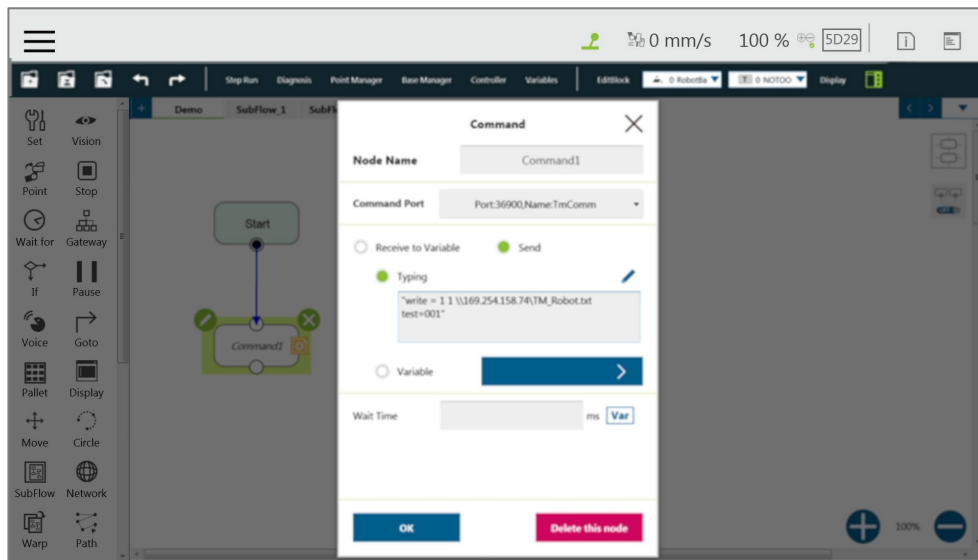 0 mm/s
100 %
5D29
Step Run
Diagnosis
Point Manager
Base Manager
Controller
Variables
EditBlock
0 RobotBa
T 0 NOTOO
Display
Demo
SubFlow_1
Set
Vision
Point
Stop
Wait for
Gateway
If
Pause
Voice
Goto
Pallet
Display
Move
Circle
SubFlow
Network
Warp
Path
Start
Command1
Command
Node Name
Command1
Command Port
Port:36900,Name:TmComm
Receive to Variable
Send
Typing
"write = 1 1 \\169.254.158.74\TM_Robot.txt
test=001"
Variable
Wait Time
ms
Var
OK
Delete this node
100%